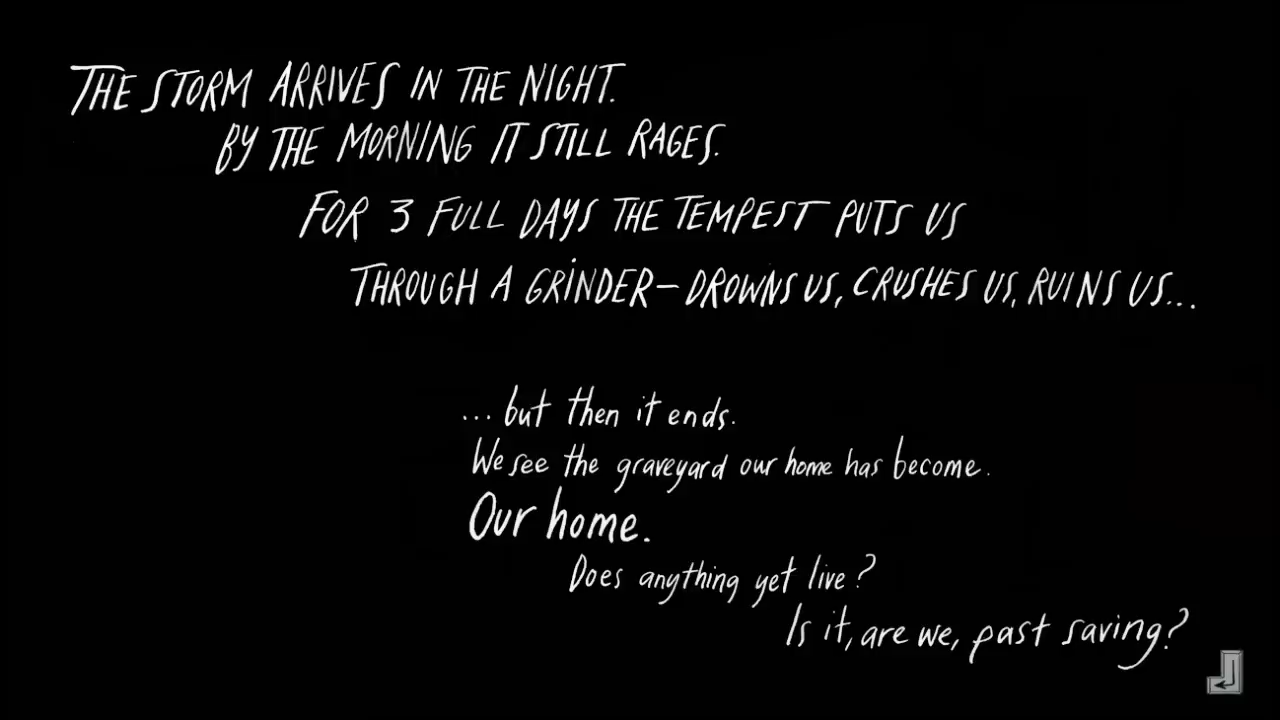 THE STORM ARRIVES IN THE NIGHT.
BY THE MORNING IT STILL RAGES.
FOR 3 FULL DAYS THE TEMPEST PUTS US
THROUGH A GRINDER—DROWNS US, CRUSHES US, RUINS US...
...but then it ends.
We see the graveyard our home has become.
Our home.
Does anything yet live?
Is it, are we, past saving?